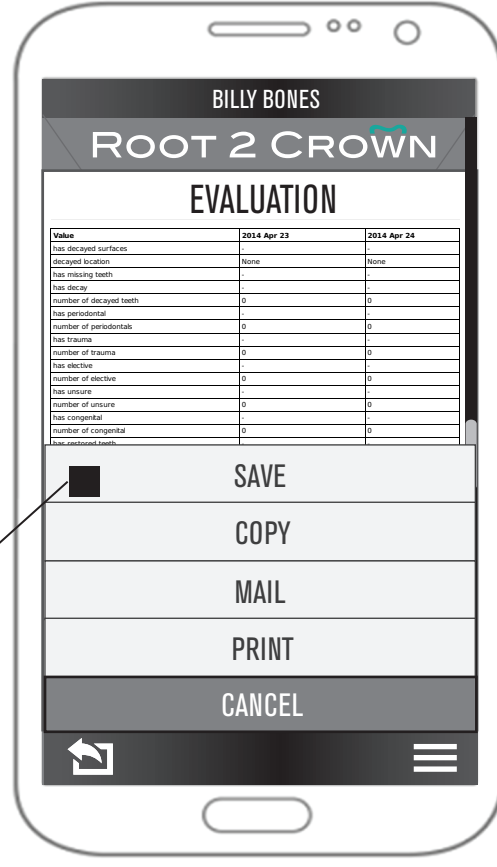 BILLY BONES
ROOT 2 CROWN
EVALUATION
Value 2014 Apr 23 2014 Apr 24
has decayed surfaces - -
decayed location None None
has missing teeth - -
has decay - -
number of decayed teeth 0 0
has periodontal - -
number of periodontals 0 0
has trauma - -
number of trauma 0 0
has elective - -
number of elective 0 0
has unsure - -
number of unsure 0 0
has congenital - -
number of congenital 0 0
has restored teeth
SAVE
COPY
MAIL
PRINT
CANCEL